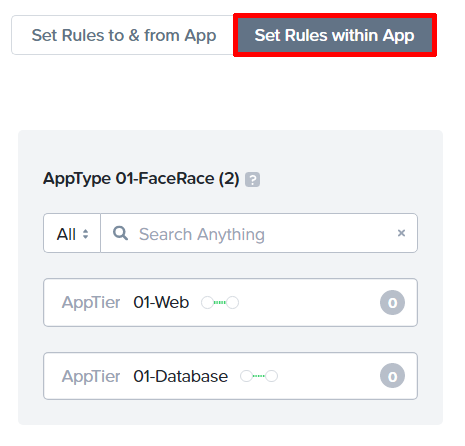 Set Rules to & from App
Set Rules within App
AppType 01-FaceRace (2) ?
All Search Anything ×
AppTier 01-Web 0
AppTier 01-Database 0